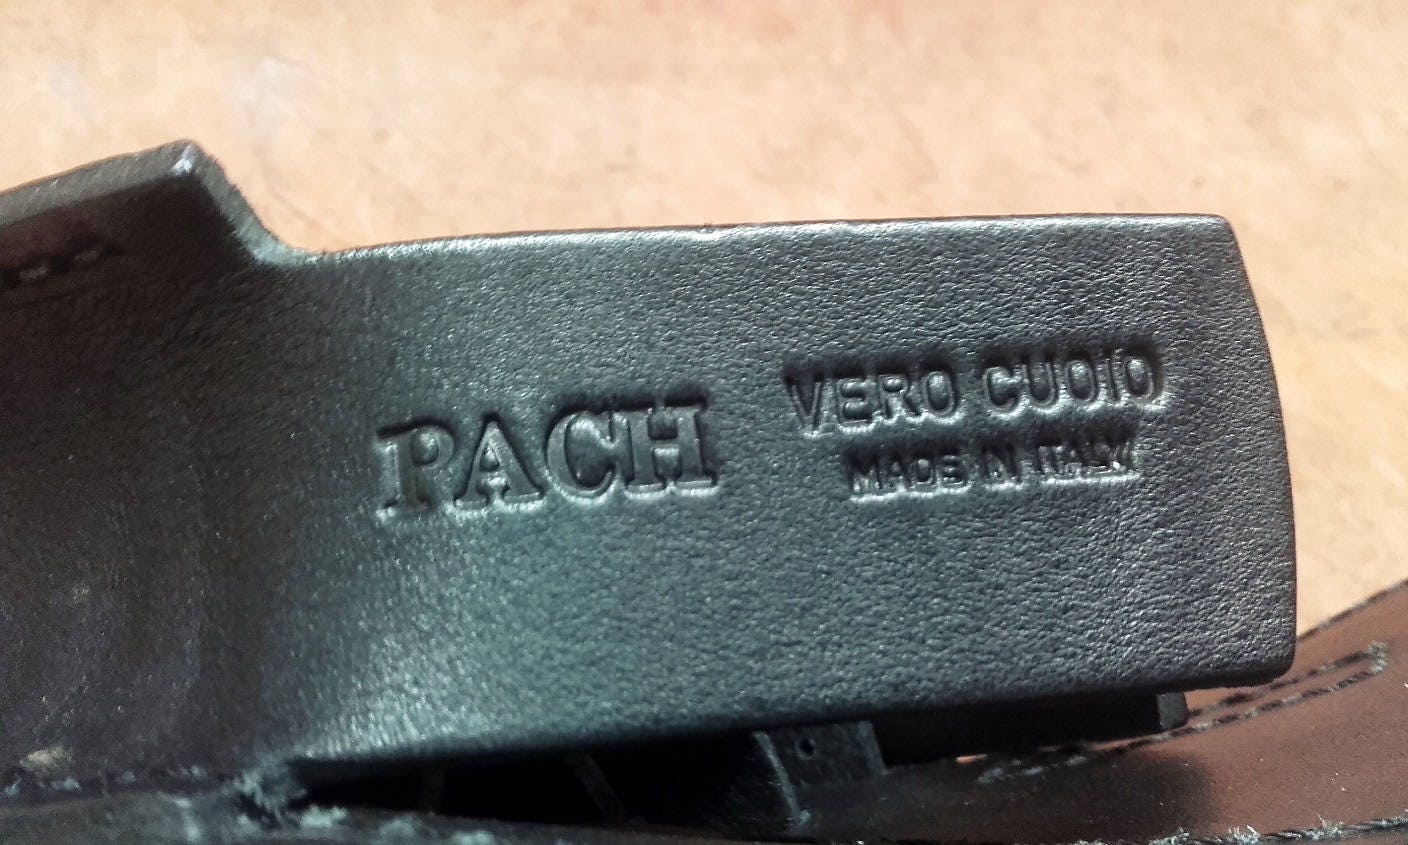 PACH
VERO CUOIO
MADE IN ITALY